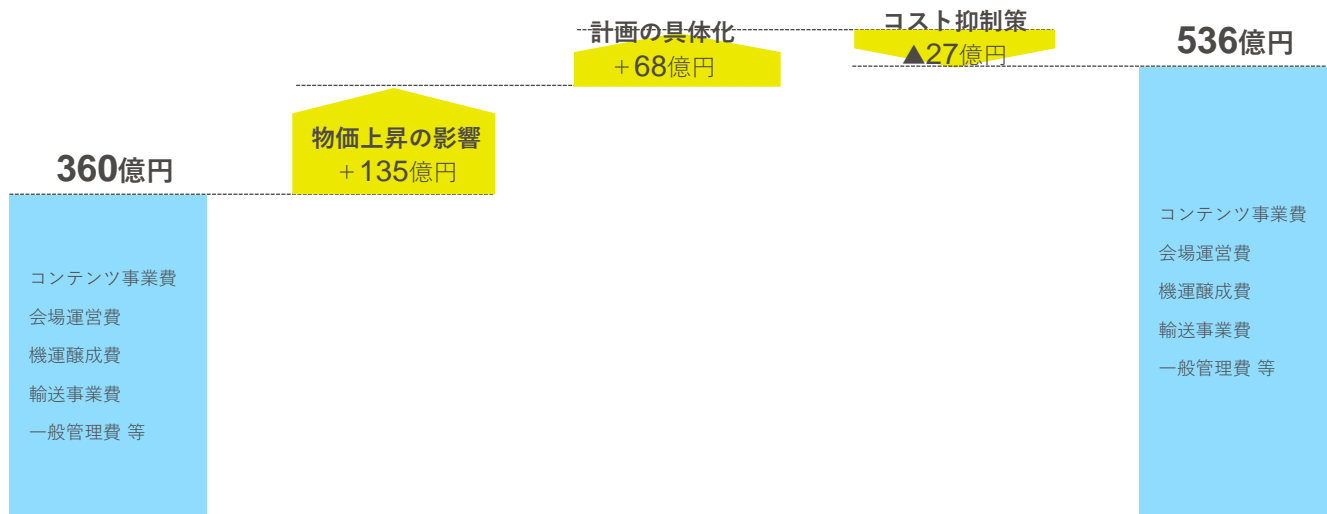 360億円
コンテンツ事業費
会場運営費
機運醸成費
輸送事業費
一般管理費 等
物価上昇の影響
+135億円
計画の具体化
+68億円
コスト抑制策
▲27億円
536億円
コンテンツ事業費
会場運営費
機運醸成費
輸送事業費
一般管理費 等